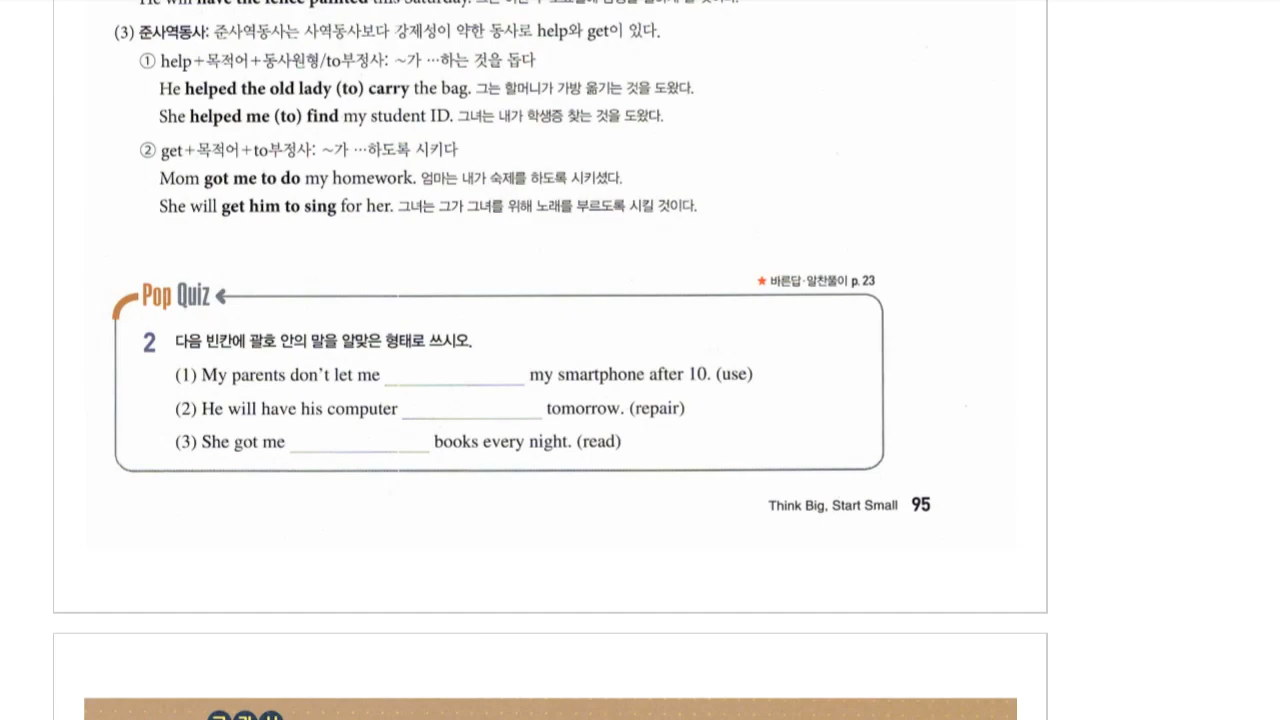 have the fence painted this Saturday.
(3) 준사역동사: 준사역동사는 사역동사보다 강제성이 약한 동사로 help와 get이 있다.
① help+목적어+동사원형/to부정사: ~가 …하는 것을 돕다
He helped the old lady (to) carry the bag. 그는 할머니가 가방 옮기는 것을 도왔다.
She helped me (to) find my student ID. 그녀는 내가 학생증 찾는 것을 도왔다.
② get+목적어+to부정사: ~가 …하도록 시키다
Mom got me to do my homework. 엄마는 내가 숙제를 하도록 시키셨다.
She will get him to sing for her. 그녀는 그가 그녀를 위해 노래를 부르도록 시킬 것이다.
★ 바른답·알찬풀이 p. 23
Pop Quiz
2 다음 빈칸에 괄호 안의 말을 알맞은 형태로 쓰시오.
(1) My parents don't let me ______ my smartphone after 10. (use)
(2) He will have his computer ______ tomorrow. (repair)
(3) She got me ______ books every night. (read)
Think Big, Start Small 95